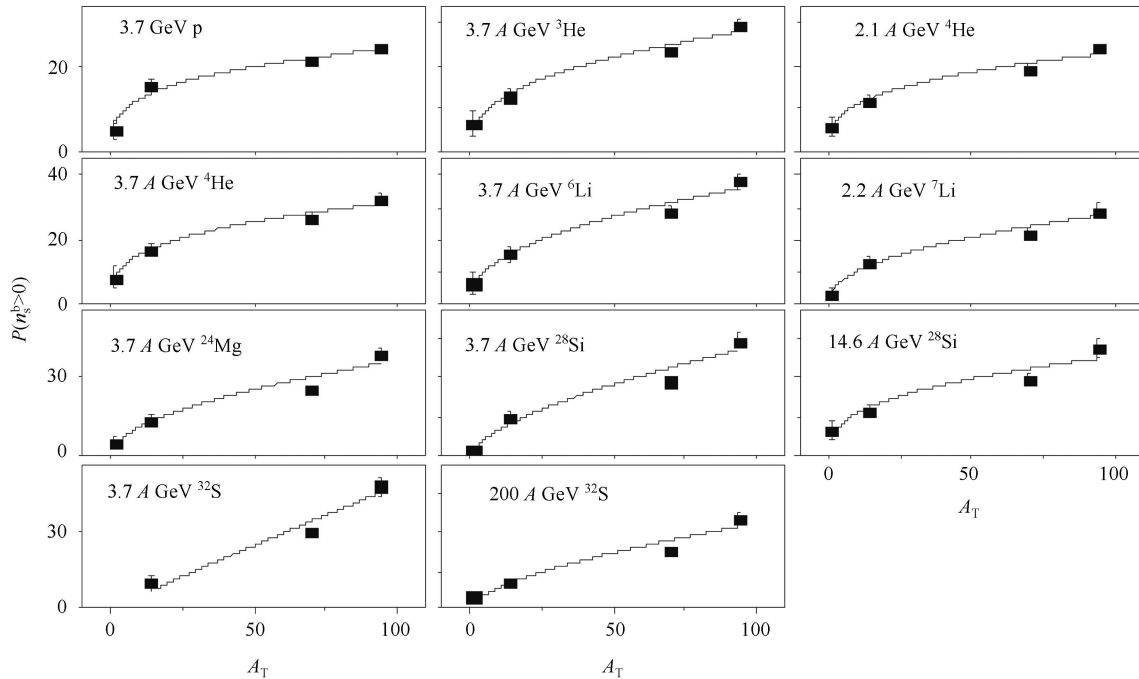 3.7 GeV p
3.7 A GeV ³He
2.1 A GeV ⁴He
20
0
3.7 A GeV ⁴He
3.7 A GeV ⁶Li
2.2 A GeV ⁷Li
40
20
0
P(nₛᵇ>0)
3.7 A GeV ²⁴Mg
3.7 A GeV ²⁸Si
14.6 A GeV ²⁸Si
30
0
0 50 100
A_T
3.7 A GeV ³²S
200 A GeV ³²S
30
0
0 50 100
0 50 100
A_T
A_T